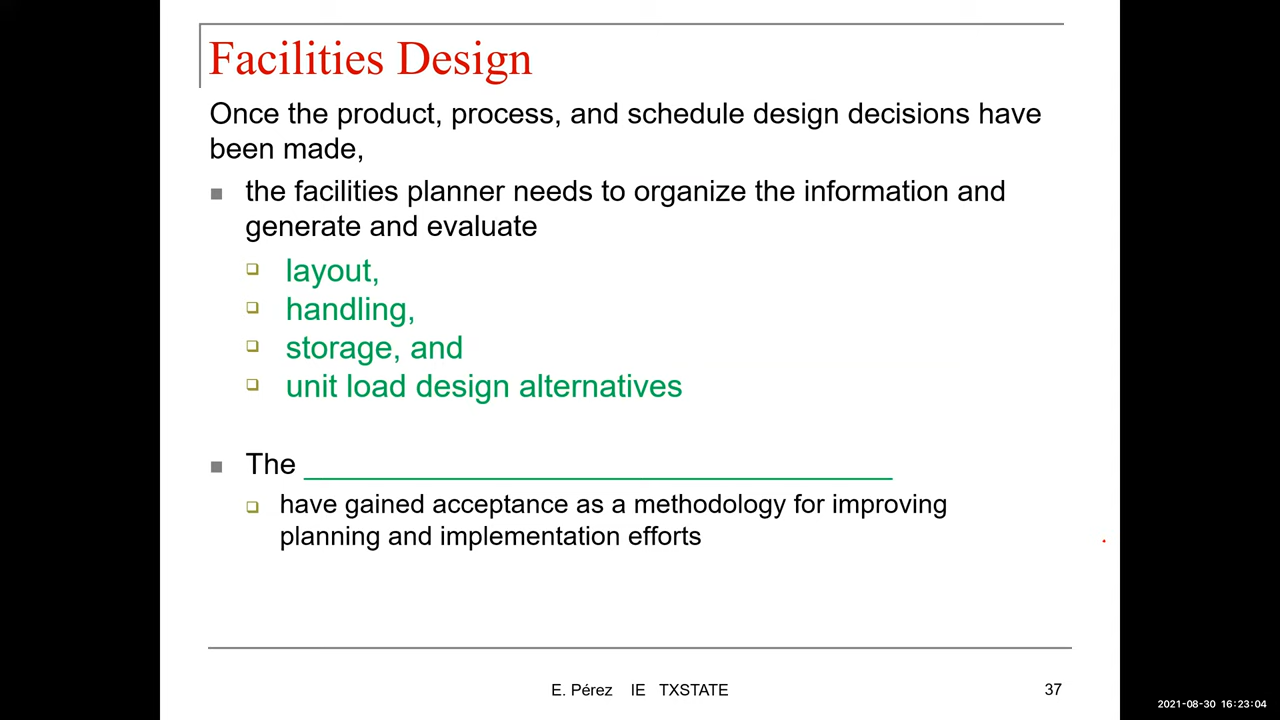 Facilities Design
Once the product, process, and schedule design decisions have
been made,
the facilities planner needs to organize the information and
generate and evaluate
layout,
handling,
storage, and
unit load design alternatives
The
have gained acceptance as a methodology for improving
planning and implementation efforts
E. Pérez IE TXSTATE
37
2021-08-30 16:23:04